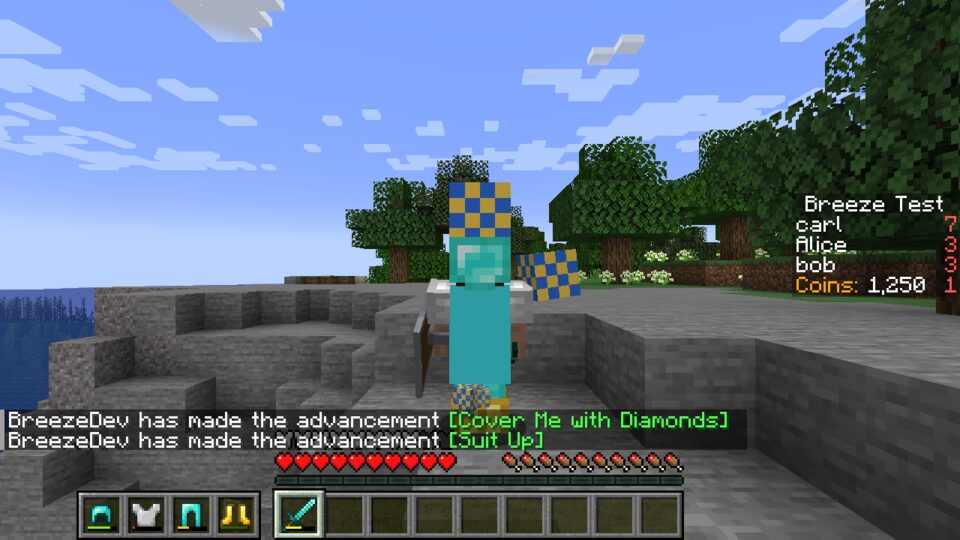 Breeze Test
carl 7
Alice 3
bob 3
Coins: 1,250 1
BreezeDev has made the advancement [Cover Me with Diamonds]
BreezeDev has made the advancement [Suit Up]